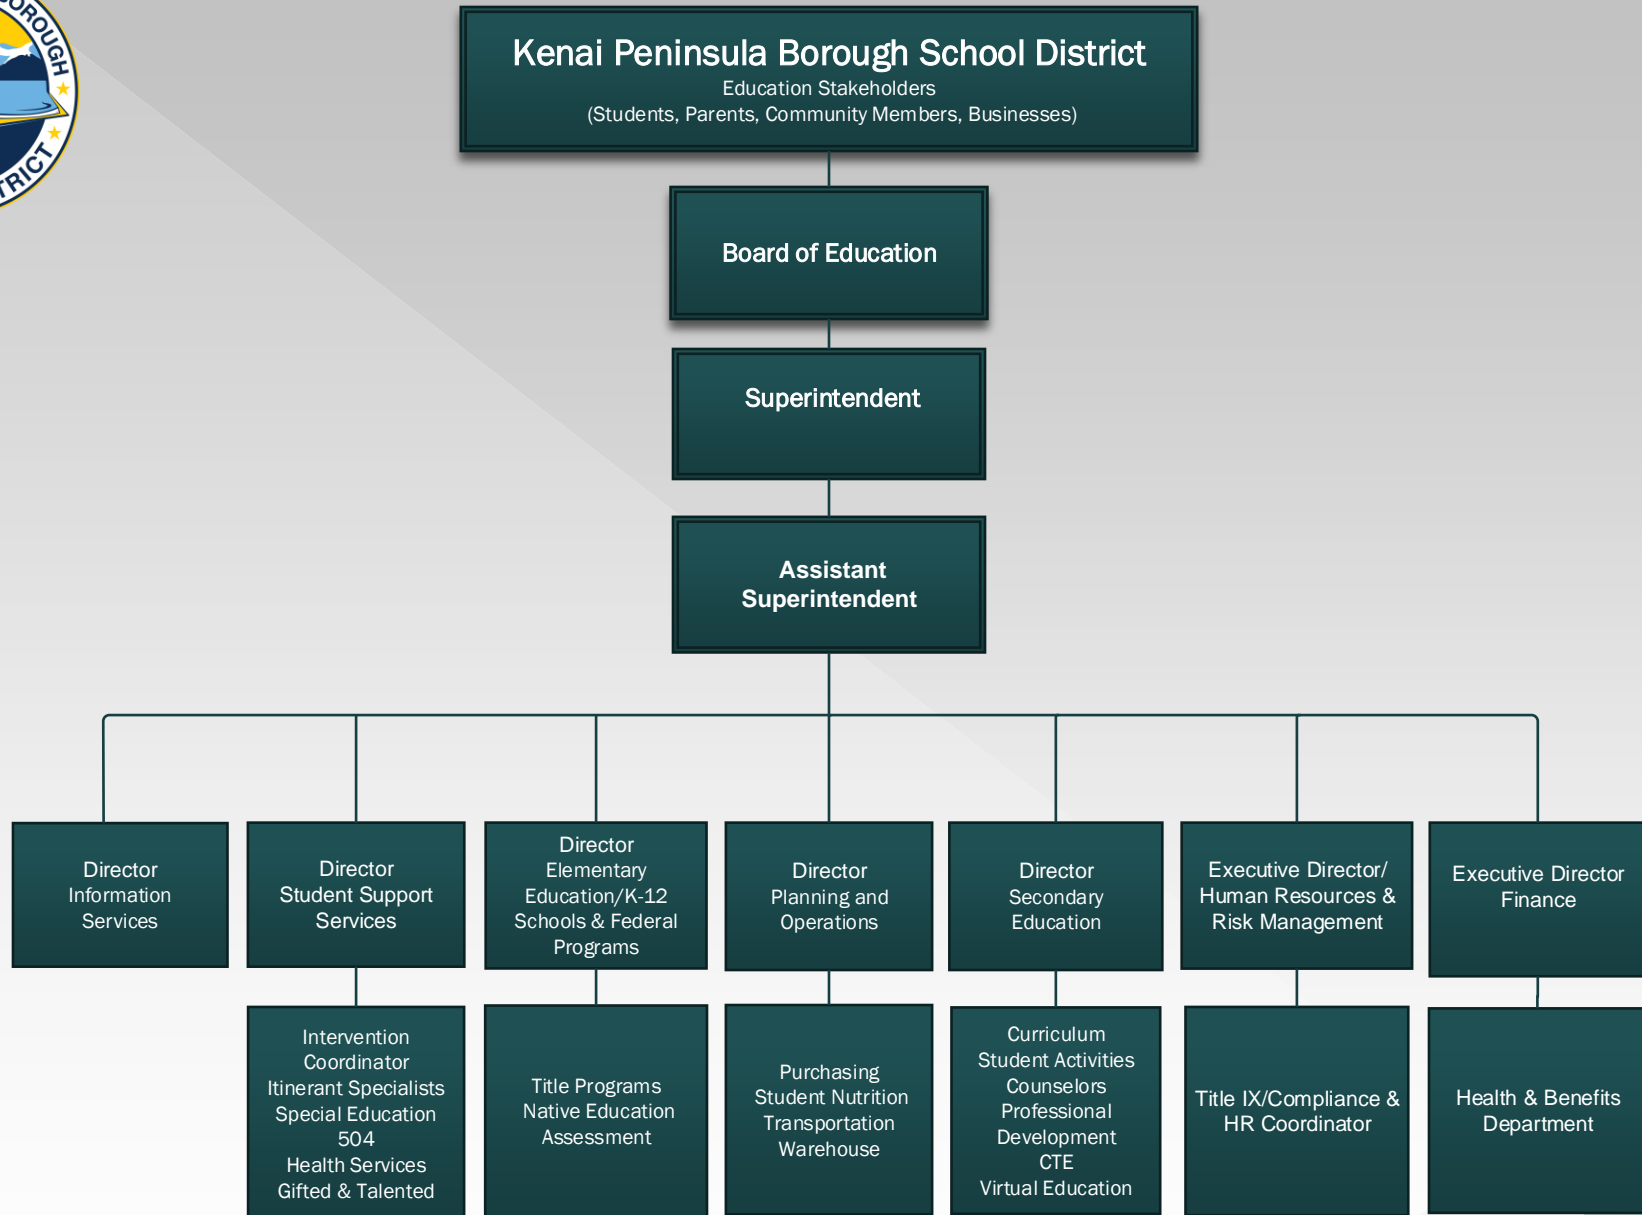 BOROUGH
TRICT
Kenai Peninsula Borough School District
Education Stakeholders
(Students, Parents, Community Members, Businesses)
Board of Education
Superintendent
Assistant
Superintendent
Director
Information
Services
Director
Student Support
Services
Director
Elementary
Education/K-12
Schools & Federal
Programs
Director
Planning and
Operations
Director
Secondary
Education
Executive Director/
Human Resources &
Risk Management
Executive Director
Finance
Intervention
Coordinator
Itinerant Specialists
Special Education
504
Health Services
Gifted & Talented
Title Programs
Native Education
Assessment
Purchasing
Student Nutrition
Transportation
Warehouse
Curriculum
Student Activities
Counselors
Professional
Development
CTE
Virtual Education
Title IX/Compliance &
HR Coordinator
Health & Benefits
Department